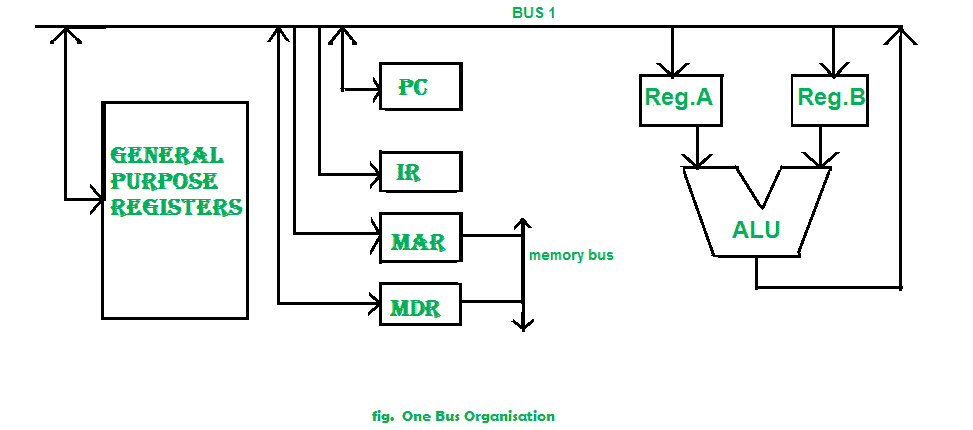 BUS 1
PC
Reg.A
Reg.B
GENERAL
PURPOSE
REGISTERS
IR
MAR
ALU
memory bus
MDR
fig. One Bus Organisation